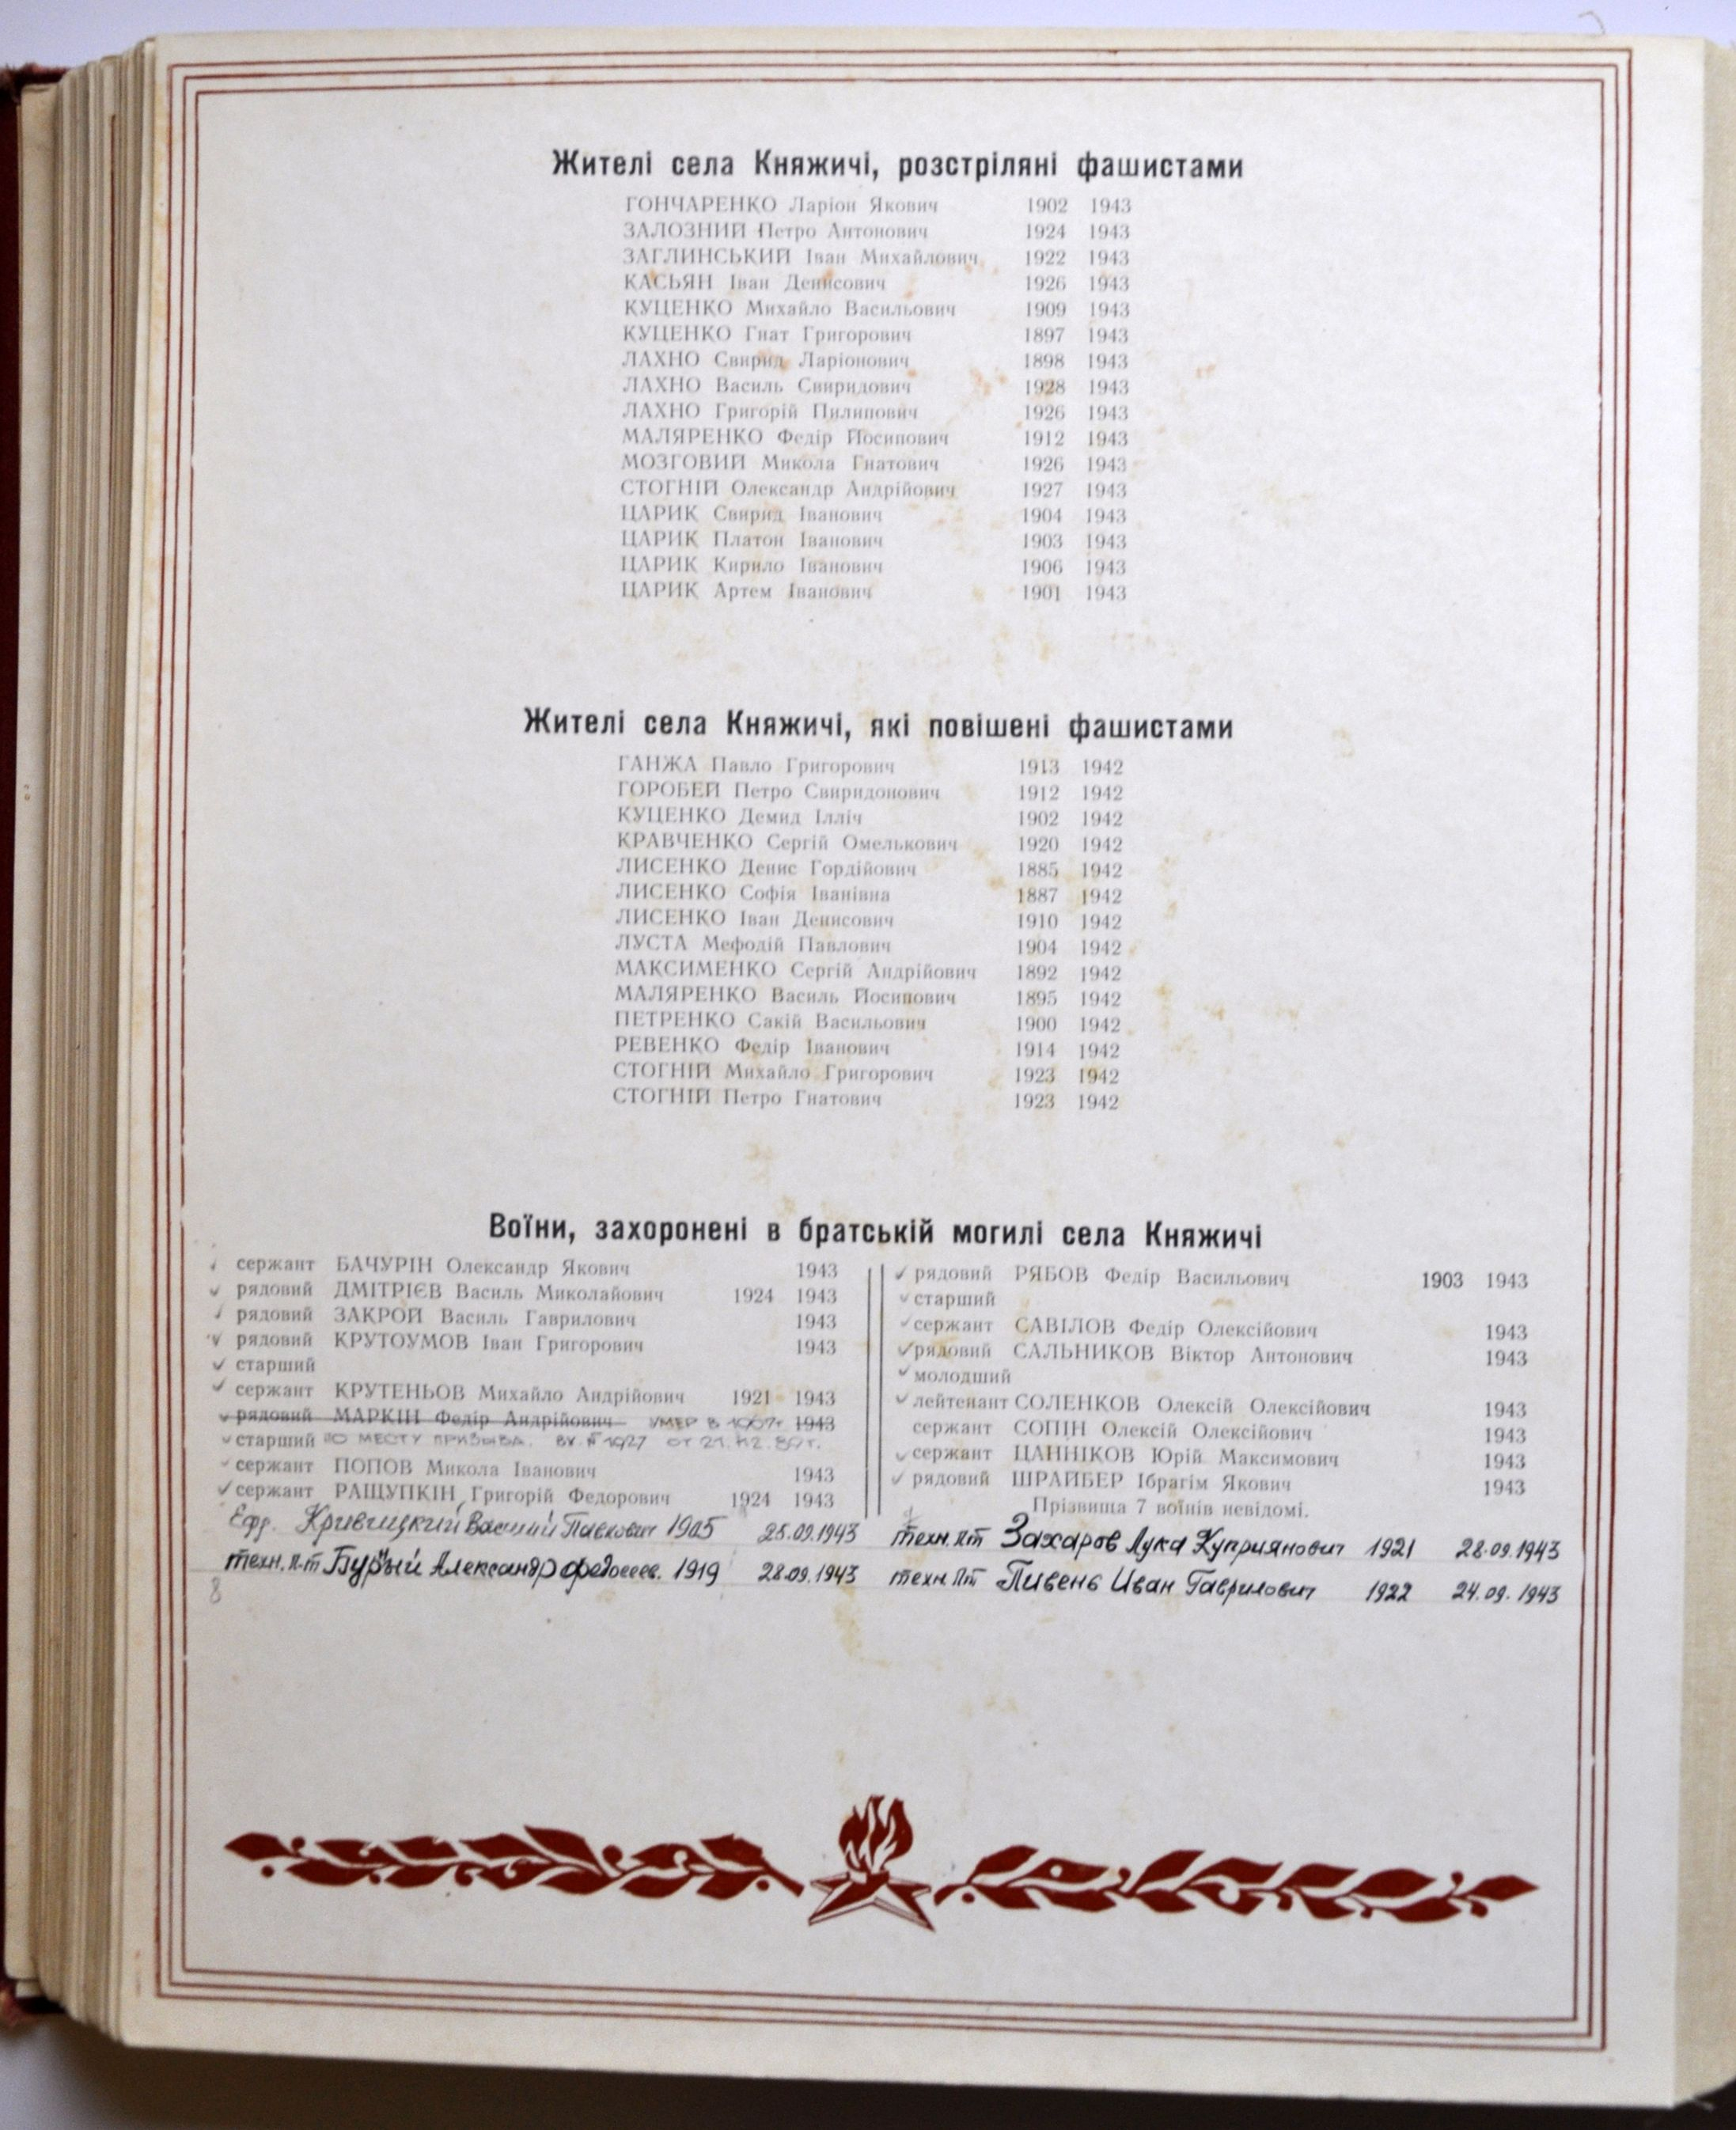 Жителі села Княжичі, розстріляні фашистами
ГОНЧАРЕНКО Ларіон Якович 1902 1943
ЗАЛОЗНИЙ Петро Антонович 1924 1943
ЗАГЛИНСЬКИЙ Іван Михайлович 1922 1943
КАСЬЯН Іван Денисович 1926 1943
КУЦЕНКО Михайло Васильович 1909 1943
КУЦЕНКО Гнат Григорович 1897 1943
ЛАХНО Свирид Ларіонович 1898 1943
ЛАХНО Василь Свиридович 1928 1943
ЛАХНО Григорій Пилипович 1926 1943
МАЛЯРЕНКО Федір Йосипович 1912 1943
МОЗГОВИЙ Микола Гнатович 1926 1943
СТОГНІЙ Олександр Андрійович 1927 1943
ЦАРИК Свирид Іванович 1904 1943
ЦАРИК Платон Іванович 1903 1943
ЦАРИК Кирило Іванович 1906 1943
ЦАРИК Артем Іванович 1901 1943
Жителі села Княжичі, які повішені фашистами
ГАНЖА Павло Григорович 1913 1942
ГОРОБЕЙ Петро Свиридонович 1912 1942
КУЦЕНКО Демид Ілліч 1902 1942
КРАВЧЕНКО Сергій Омелькович 1920 1942
ЛИСЕНКО Денис Гордійович 1885 1942
ЛИСЕНКО Софія Іванівна 1887 1942
ЛИСЕНКО Іван Денисович 1910 1942
ЛУСТА Мефодій Павлович 1904 1942
МАКСИМЕНКО Сергій Андрійович 1892 1942
МАЛЯРЕНКО Василь Йосипович 1895 1942
ПЕТРЕНКО Сакій Васильович 1900 1942
РЕВЕНКО Федір Іванович 1914 1942
СТОГНІЙ Михайло Григорович 1923 1942
СТОГНІЙ Петро Гнатович 1923 1942
Воїни, захоронені в братській могилі села Княжичі
сержант БАЧУРІН Олександр Якович 1943
рядовий ДМІТРІЄВ Василь Миколайович 1924 1943
рядовий ЗАКРОЙ Василь Гаврилович 1943
рядовий КРУТОУМОВ Іван Григорович 1943
старший
сержант КРУТЕНЬОВ Михайло Андрійович 1921 1943
рядовий МАРКІН Федір Андрійович УМЕР В 1967г 1943
старший ПО МЕСТУ ПРИЗЫВА. ВХ. № 1927 ОТ 21.12.89г.
сержант ПОПОВ Микола Іванович 1943
сержант РАЩУПКІН Григорій Федорович 1924 1943
Ефр. Кривицкий Василий Павлович 1905 25.09.1943
техн. л-т Бурый Александр Федосеев. 1919 28.09.1943
8
рядовий РЯБОВ Федір Васильович 1903 1943
старший
сержант САВІЛОВ Федір Олексійович 1943
рядовий САЛЬНИКОВ Віктор Антонович 1943
молодший
лейтенант СОЛЕНКОВ Олексій Олексійович 1943
сержант СОПІН Олексій Олексійович 1943
сержант ЦАННІКОВ Юрій Максимович 1943
рядовий ШРАЙБЕР Ібрагім Якович 1943
Прізвища 7 воїнів невідомі.
техн. лт Захаров Лука Куприянович 1921 28.09.1943
техн. лт Пивень Иван Гаврилович 1922 24.09.1943